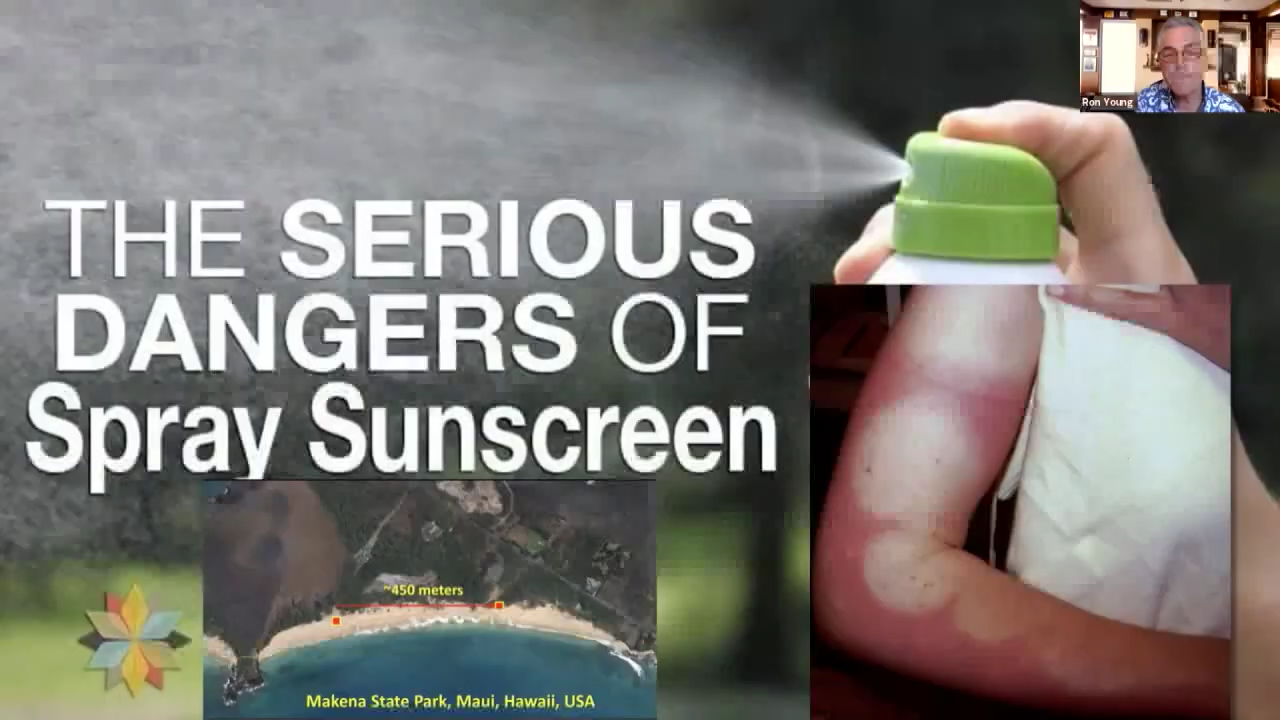 Ron Young
THE SERIOUS
DANGERS OF
Spray Sunscreen
~450 meters
Makena State Park, Maui, Hawaii, USA